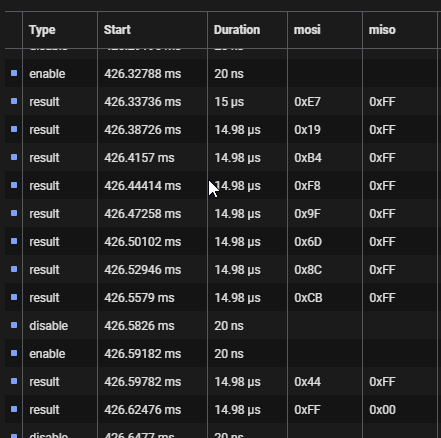 Type Start Duration mosi miso
enable 426.32788 ms 20 ns
result 426.33736 ms 15 µs 0xE7 0xFF
result 426.38726 ms 14.98 µs 0x19 0xFF
result 426.4157 ms 14.98 µs 0xB4 0xFF
result 426.44414 ms 14.98 µs 0xF8 0xFF
result 426.47258 ms 14.98 µs 0x9F 0xFF
result 426.50102 ms 14.98 µs 0x6D 0xFF
result 426.52946 ms 14.98 µs 0x8C 0xFF
result 426.5579 ms 14.98 µs 0xCB 0xFF
disable 426.5826 ms 20 ns
enable 426.59182 ms 20 ns
result 426.59782 ms 14.98 µs 0x44 0xFF
result 426.62476 ms 14.98 µs 0xFF 0x00
disable 426.6477 ms 20 ns